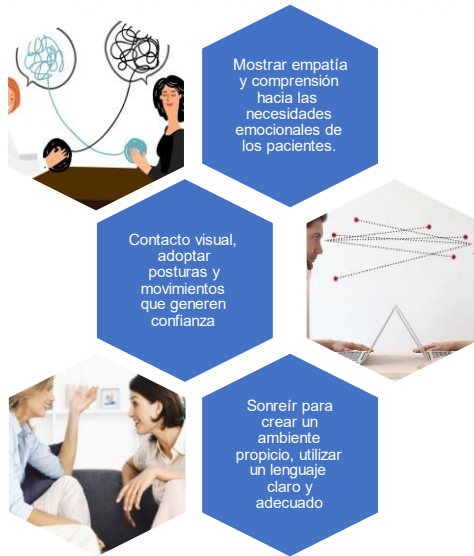 Mostrar empatía
y comprensión
hacia las
necesidades
emocionales de
los pacientes.
Contacto visual,
adoptar
posturas y
movimientos
que generen
confianza
Sonreír para
crear un
ambiente
propicio, utilizar
un lenguaje
claro y
adecuado